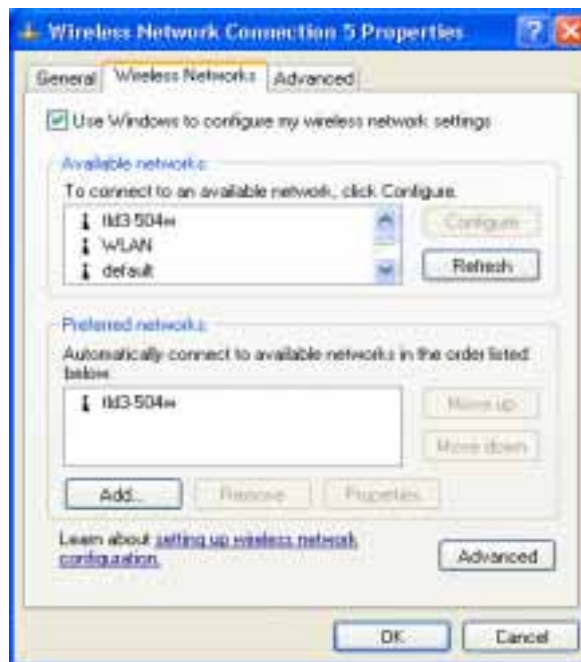 Wireless Network Connection 5 Properties
General Wireless Networks Advanced
Use Windows to configure my wireless network settings
Available networks:
To connect to an available network, click Configure.
Configure
WLAN
default
Refresh
Preferred networks:
Automatically connect to available networks in the order listed
below:
Move up
Move down
Add... Remove Properties
Learn about setting up wireless network
configuration.
Advanced
OK Cancel